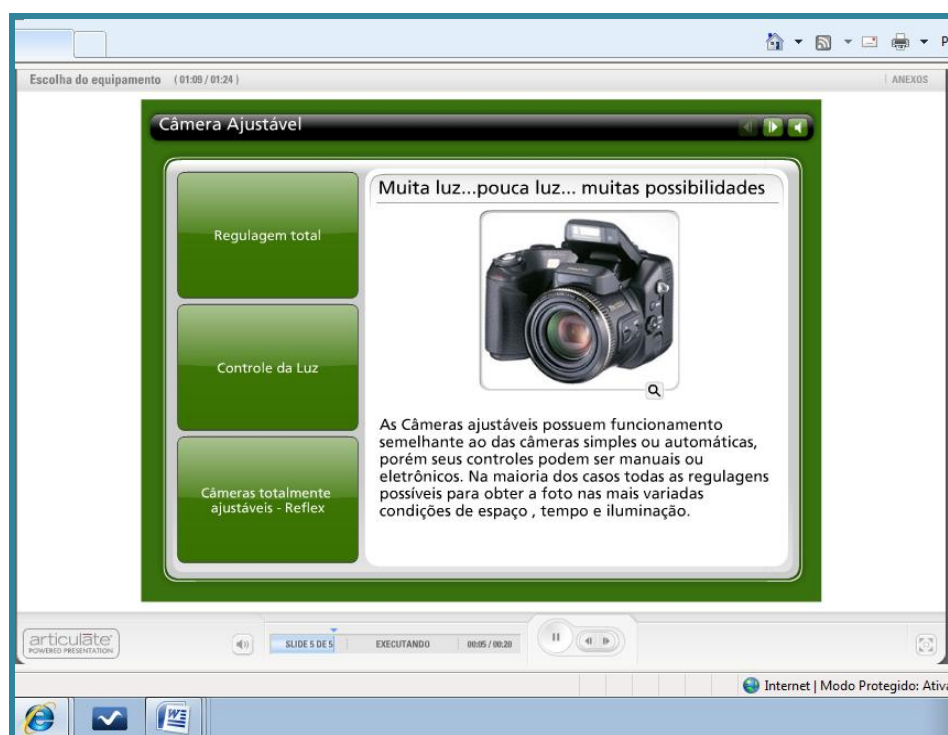 P
Escolha do equipamento ( 01:09 / 01:24 )
ANEXOS
Câmera Ajustável
Regulagem total
Controle da Luz
Câmeras totalmente
ajustáveis - Reflex
Muita luz...pouca luz... muitas possibilidades
As Câmeras ajustáveis possuem funcionamento
semelhante ao das câmeras simples ou automáticas,
porém seus controles podem ser manuais ou
eletrônicos. Na maioria dos casos todas as regulagens
possíveis para obter a foto nas mais variadas
condições de espaço , tempo e iluminação.
articulate
POWERED PRESENTATION
SLIDE 5 DE 5
EXECUTANDO
00:05 / 00:20
Internet | Modo Protegido: Ativa